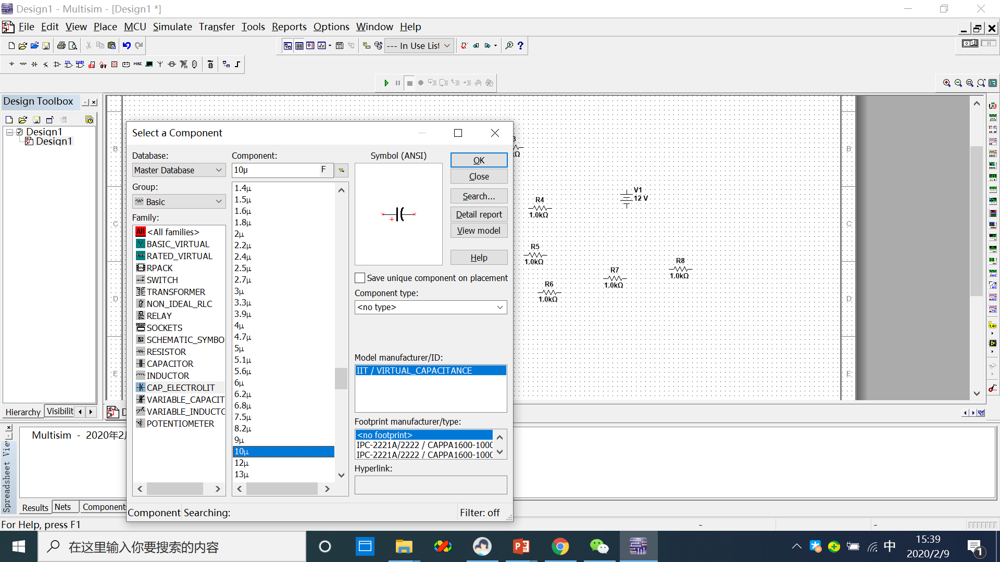 Design1 - Multisim - [Design1 *]
File Edit View Place MCU Simulate Transfer Tools Reports Options Window Help
--- In Use List
MISC
Design Toolbox
Design1
Design1
Hierarchy Visibilit
Select a Component
Database:
Master Database
Group:
Basic
Family:
All <All families>
BASIC_VIRTUAL
RATED_VIRTUAL
RPACK
SWITCH
TRANSFORMER
NON_IDEAL_RLC
RELAY
SOCKETS
SCHEMATIC_SYMBO
RESISTOR
CAPACITOR
INDUCTOR
CAP_ELECTROLIT
VARIABLE_CAPACIT
VARIABLE_INDUCTO
POTENTIOMETER
Component:
10µ F
1.4µ
1.5µ
1.6µ
1.8µ
2µ
2.2µ
2.4µ
2.5µ
2.7µ
3µ
3.3µ
3.9µ
4µ
4.7µ
5µ
5.1µ
5.6µ
6µ
6.2µ
6.8µ
7.5µ
8.2µ
9µ
10µ
12µ
13µ
Symbol (ANSI)
OK
Close
Search...
Detail report
View model
Help
Save unique component on placement
Component type:
<no type>
Model manufacturer/ID:
IIT / VIRTUAL_CAPACITANCE
Footprint manufacturer/type:
<no footprint>
IPC-2221A/2222 / CAPPA1600-1000
IPC-2221A/2222 / CAPPA1600-1000
Hyperlink:
Component Searching: Filter: off
B
C
D
E
3
Ω
R4
1.0kΩ
V1
12 V
R5
1.0kΩ
R6
1.0kΩ
R7
1.0kΩ
R8
1.0kΩ
B
C
D
E
1.4v
D
Multisim - 2020年2
Spreadsheet Vie
Results Nets Component
For Help, press F1
- -
在这里输入你要搜索的内容
中
15:39
2020/2/9
1